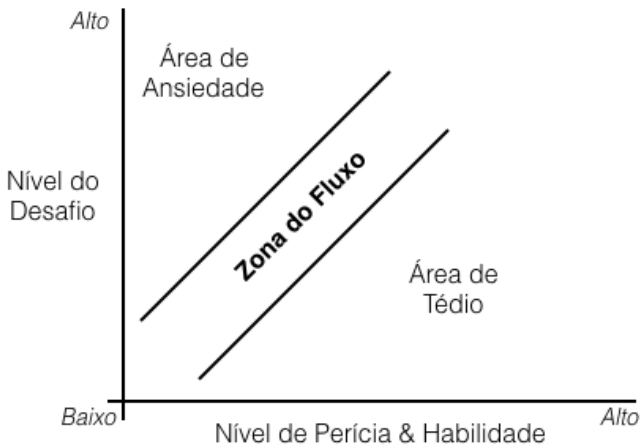 Alto
Área de
Ansiedade
Nível do
Desafio
Zona do Fluxo
Área de
Tédio
Baixo
Nível de Perícia & Habilidade
Alto